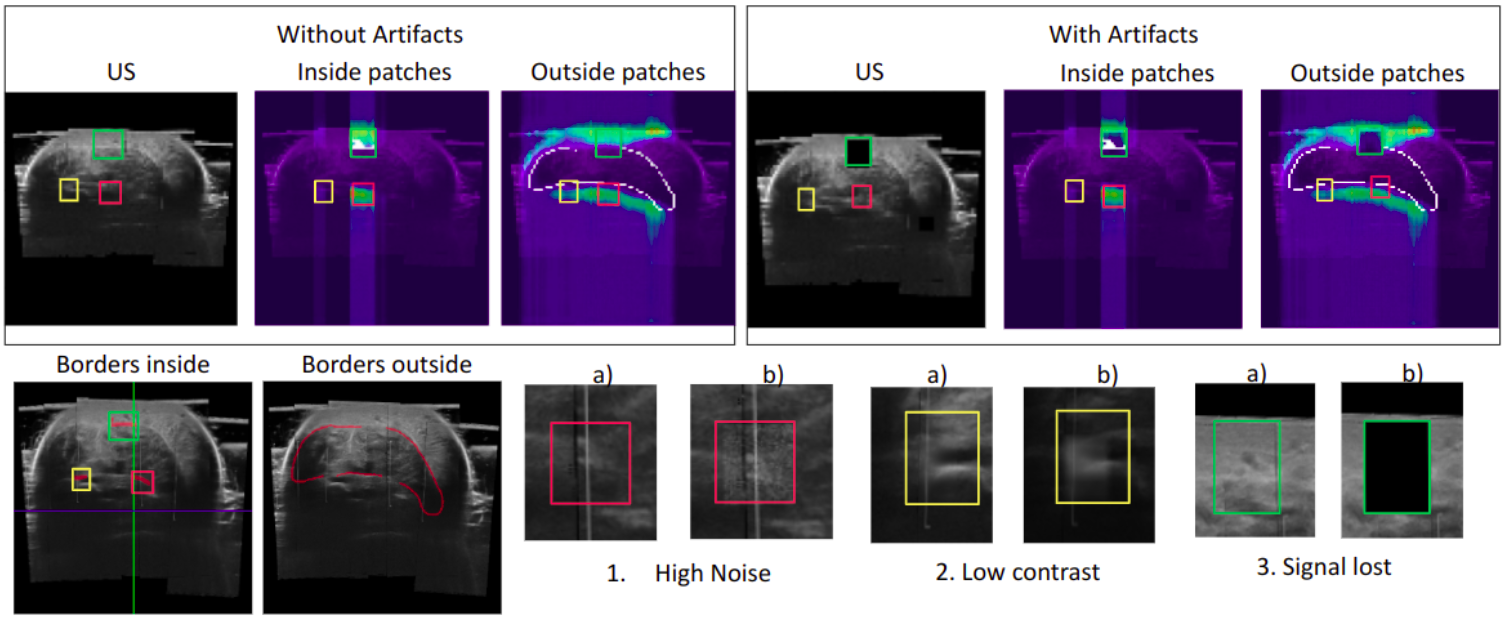 Without Artifacts
US
Inside patches
Outside patches
With Artifacts
US
Inside patches
Outside patches
Borders inside
Borders outside
a)
b)
a)
b)
a)
b)
1. High Noise
2. Low contrast
3. Signal lost